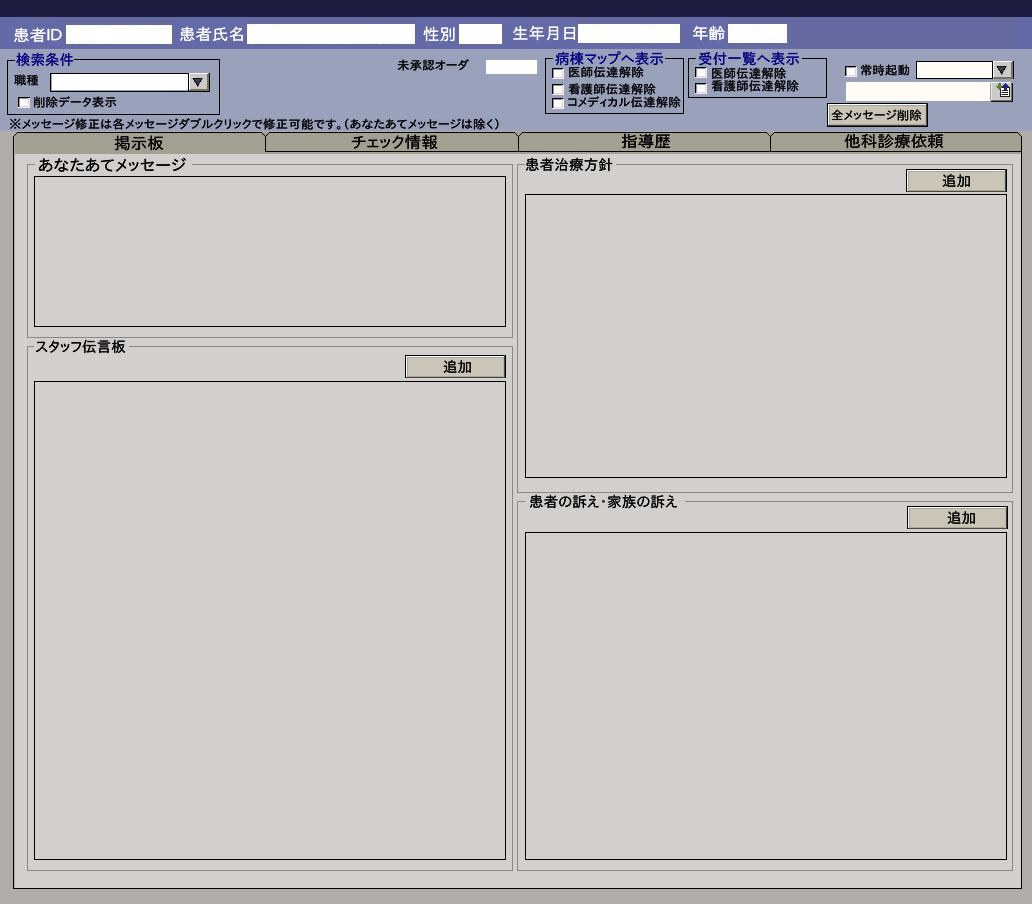 患者ID 患者氏名 性別 生年月日 年齢
検索条件 未承認オーダ 病棟マップへ表示 受付一覧へ表示
職種 医師伝達解除 医師伝達解除 常時起動
削除データ表示 看護師伝達解除 看護師伝達解除
コメディカル伝達解除
全メッセージ削除
※メッセージ修正は各メッセージダブルクリックで修正可能です。(あなたあてメッセージは除く)
掲示板 チェック情報 指導歴 他科診療依頼
あなたあてメッセージ
患者治療方針
追加
スタッフ伝言板
追加
患者の訴え・家族の訴え
追加